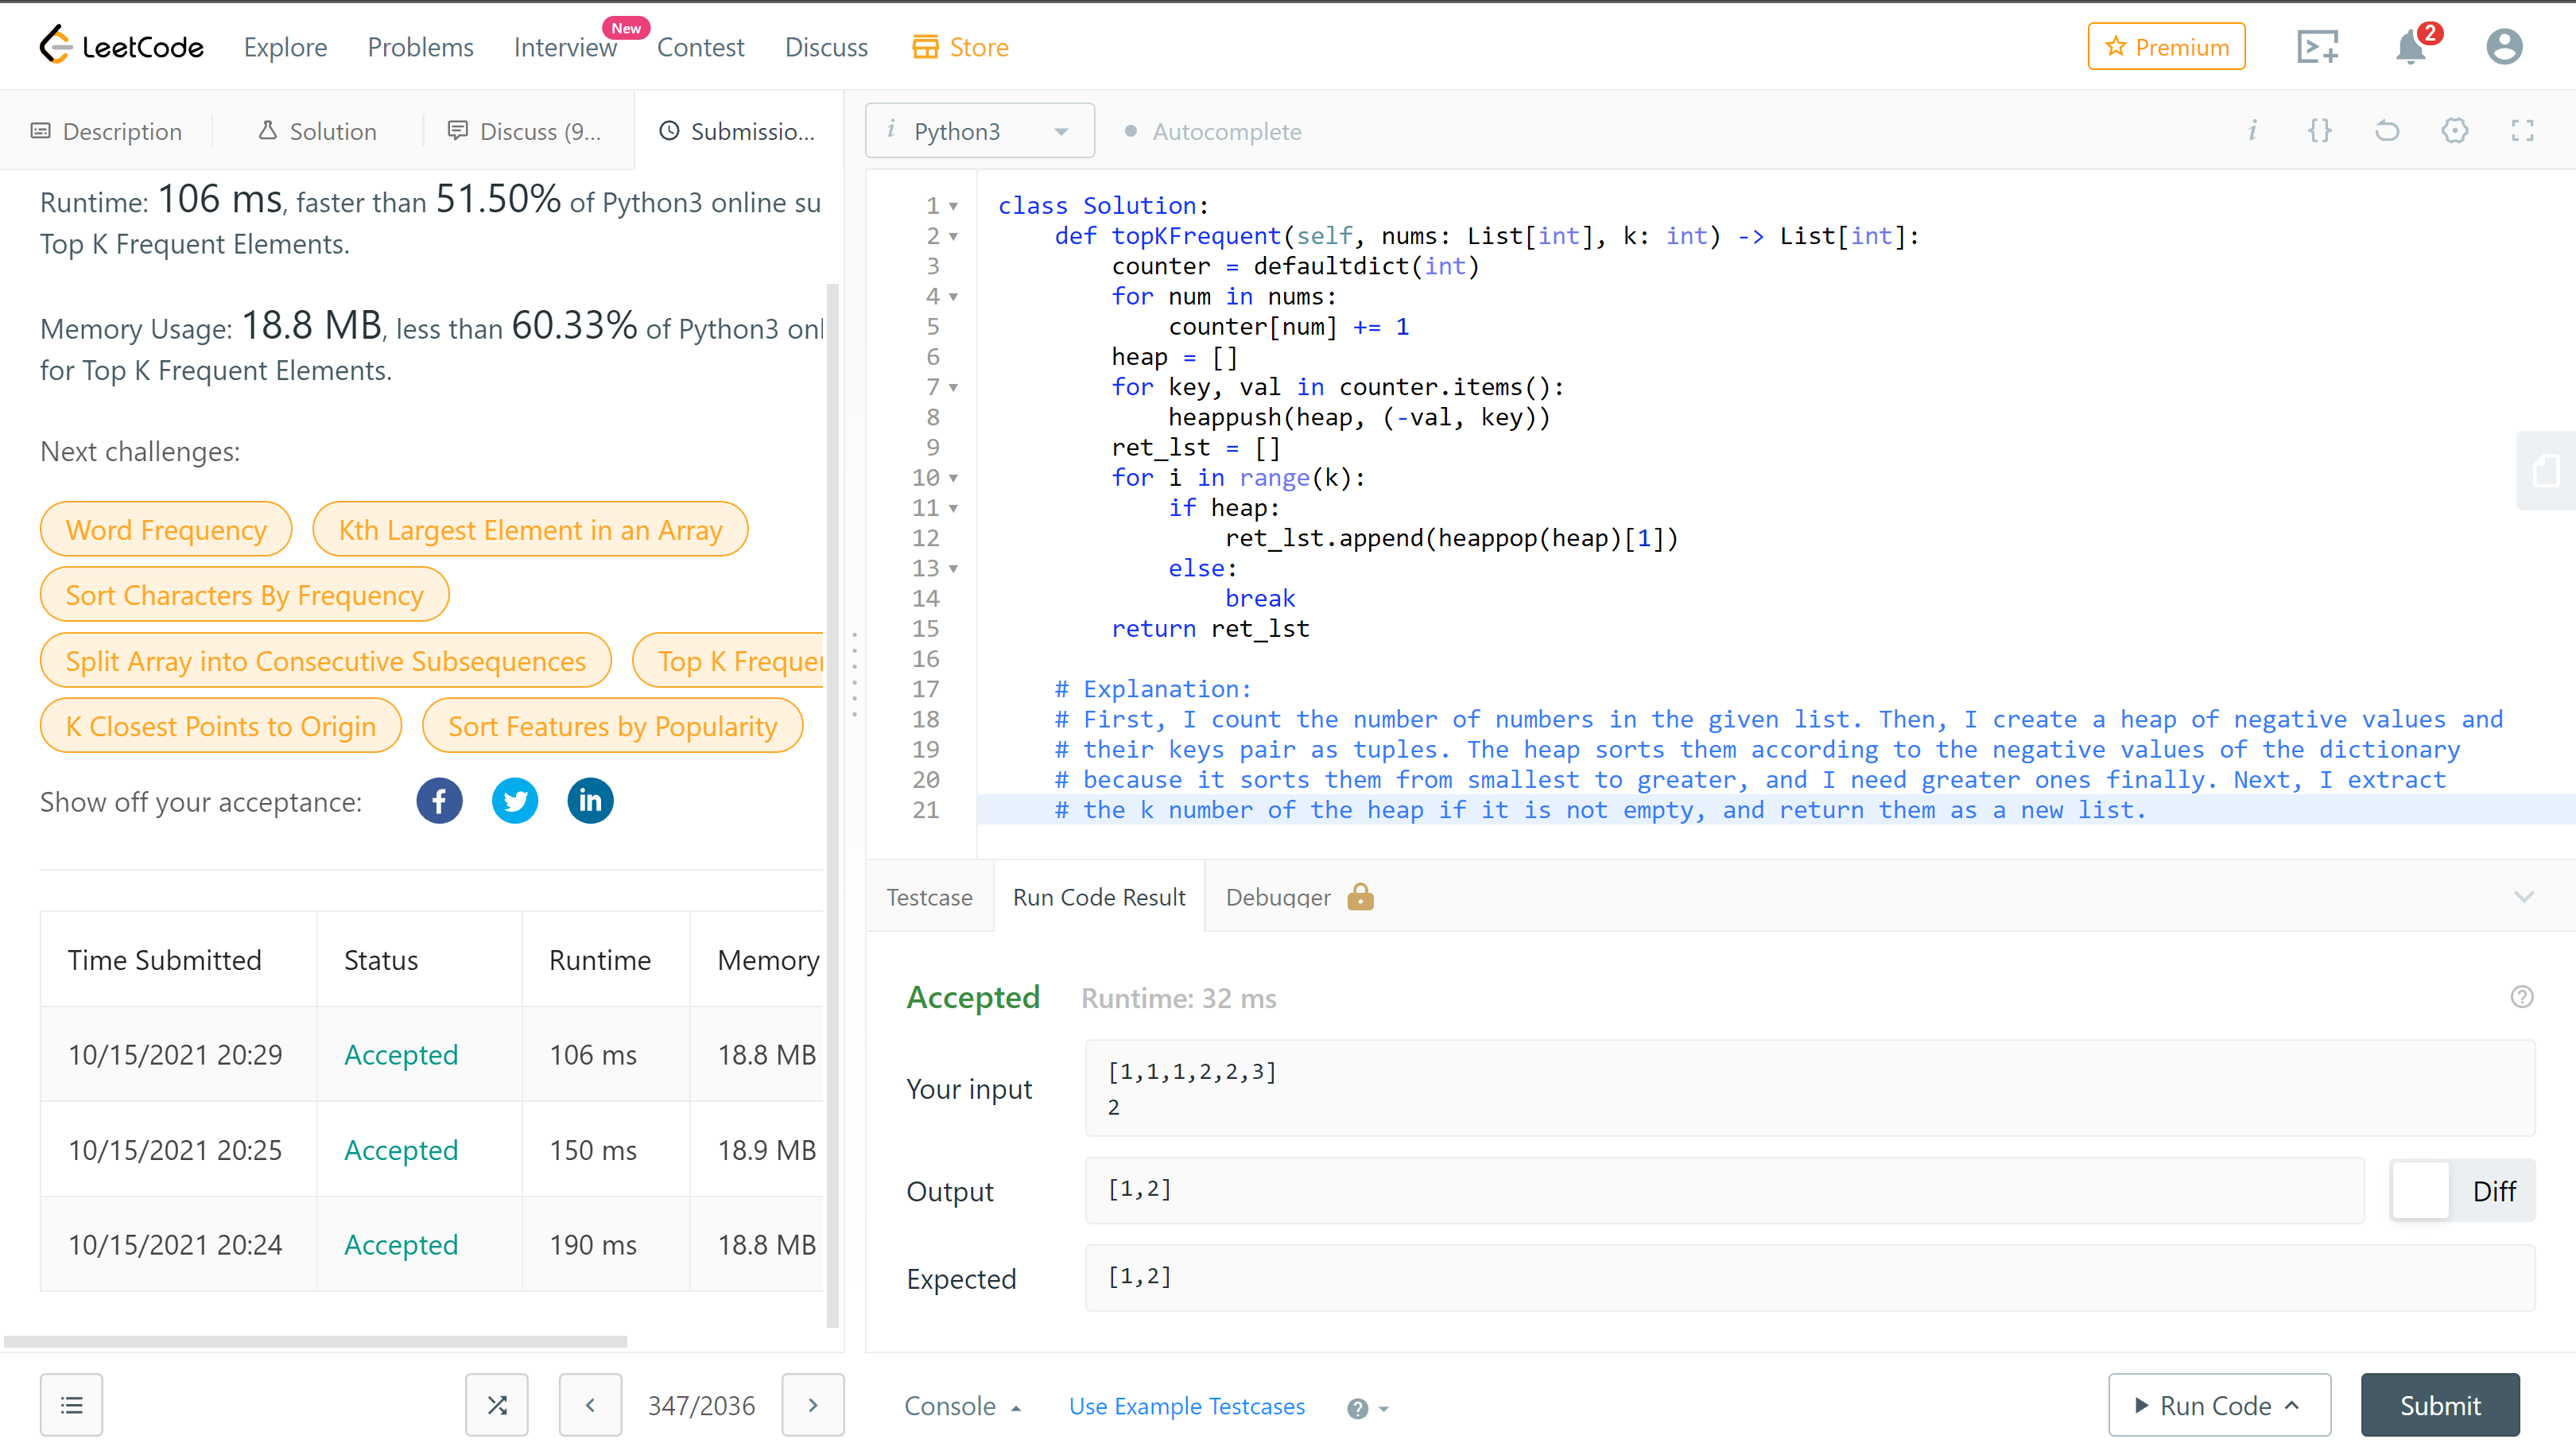 LeetCode Explore Problems Interview New Contest Discuss Store Premium 2
Description Solution Discuss (9... Submissio...
Runtime: 106 ms, faster than 51.50% of Python3 online su
Top K Frequent Elements.
Memory Usage: 18.8 MB, less than 60.33% of Python3 onl
for Top K Frequent Elements.
Next challenges:
Word Frequency Kth Largest Element in an Array
Sort Characters By Frequency
Split Array into Consecutive Subsequences Top K Frequen
K Closest Points to Origin Sort Features by Popularity
Show off your acceptance:
Time Submitted Status Runtime Memory
10/15/2021 20:29 Accepted 106 ms 18.8 MB
10/15/2021 20:25 Accepted 150 ms 18.9 MB
10/15/2021 20:24 Accepted 190 ms 18.8 MB
347/2036
i Python3 Autocomplete i {}
1 class Solution:
2 def topKFrequent(self, nums: List[int], k: int) -> List[int]:
3 counter = defaultdict(int)
4 for num in nums:
5 counter[num] += 1
6 heap = []
7 for key, val in counter.items():
8 heappush(heap, (-val, key))
9 ret_lst = []
10 for i in range(k):
11 if heap:
12 ret_lst.append(heappop(heap)[1])
13 else:
14 break
15 return ret_lst
16
17 # Explanation:
18 # First, I count the number of numbers in the given list. Then, I create a heap of negative values and
19 # their keys pair as tuples. The heap sorts them according to the negative values of the dictionary
20 # because it sorts them from smallest to greater, and I need greater ones finally. Next, I extract
21 # the k number of the heap if it is not empty, and return them as a new list.
Testcase Run Code Result Debugger
Accepted Runtime: 32 ms
Your input
[1,1,1,2,2,3]
2
Output [1,2] Diff
Expected [1,2]
Console Use Example Testcases Run Code Submit